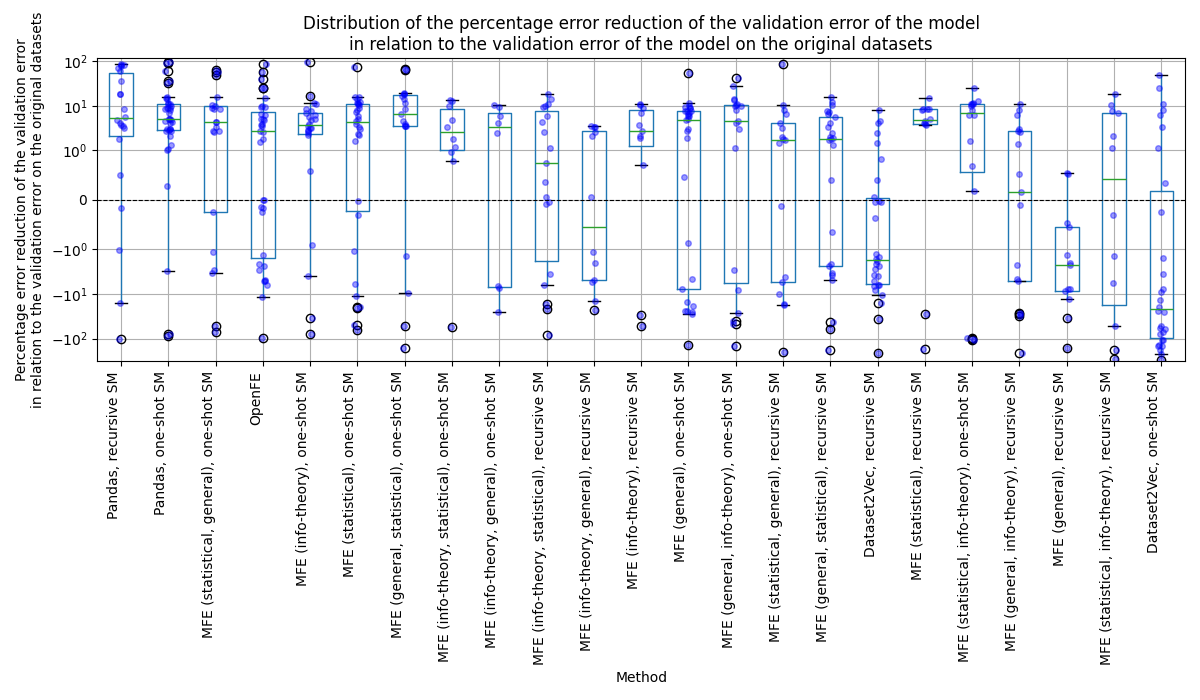 Distribution of the percentage error reduction of the validation error of the model
in relation to the validation error of the model on the original datasets
Percentage error reduction of the validation error
in relation to the validation error on the original datasets
10²
10¹
10⁰
0
−10⁰
−10¹
−10²
Pandas, recursive SM
Pandas, one-shot SM
MFE (statistical, general), one-shot SM
OpenFE
MFE (info-theory), one-shot SM
MFE (statistical), one-shot SM
MFE (general, statistical), one-shot SM
MFE (info-theory, statistical), one-shot SM
MFE (info-theory, general), one-shot SM
MFE (info-theory, statistical), recursive SM
MFE (info-theory, general), recursive SM
MFE (info-theory), recursive SM
MFE (general), one-shot SM
MFE (general, info-theory), one-shot SM
MFE (statistical, general), recursive SM
MFE (general, statistical), recursive SM
Dataset2Vec, recursive SM
MFE (statistical), recursive SM
MFE (statistical, info-theory), one-shot SM
MFE (general, info-theory), recursive SM
MFE (general), recursive SM
MFE (statistical, info-theory), recursive SM
Dataset2Vec, one-shot SM
Method